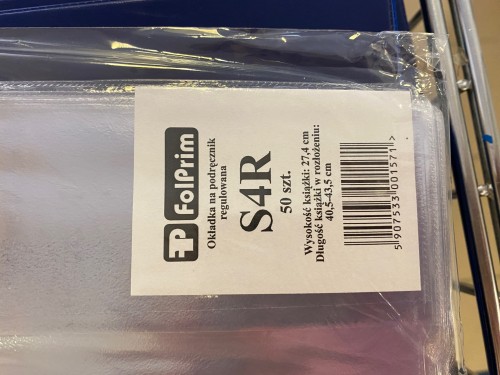 FP FolPrim
Okładka na podręcznik
regulowana
S4R
50 szt.
Wysokość książki: 27,4 cm
Długość książki w rozłożeniu:
40,5-43,5 cm
5 907533 001571 >